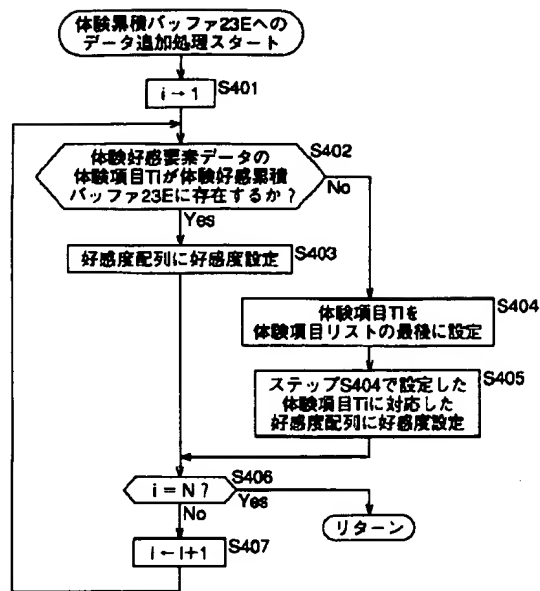 体験累積バッファ23Eへの
データ追加処理スタート
i→1
S401
体験好感要素データの
体験項目Tiが体験好感累積
バッファ23Eに存在するか?
S402
No
Yes
好感度配列に好感度設定
S403
体験項目Tiを
体験項目リストの最後に設定
S404
ステップS404で設定した
体験項目Tiに対応した
好感度配列に好感度設定
S405
i=N?
S406
Yes
No
リターン
i←i+1
S407